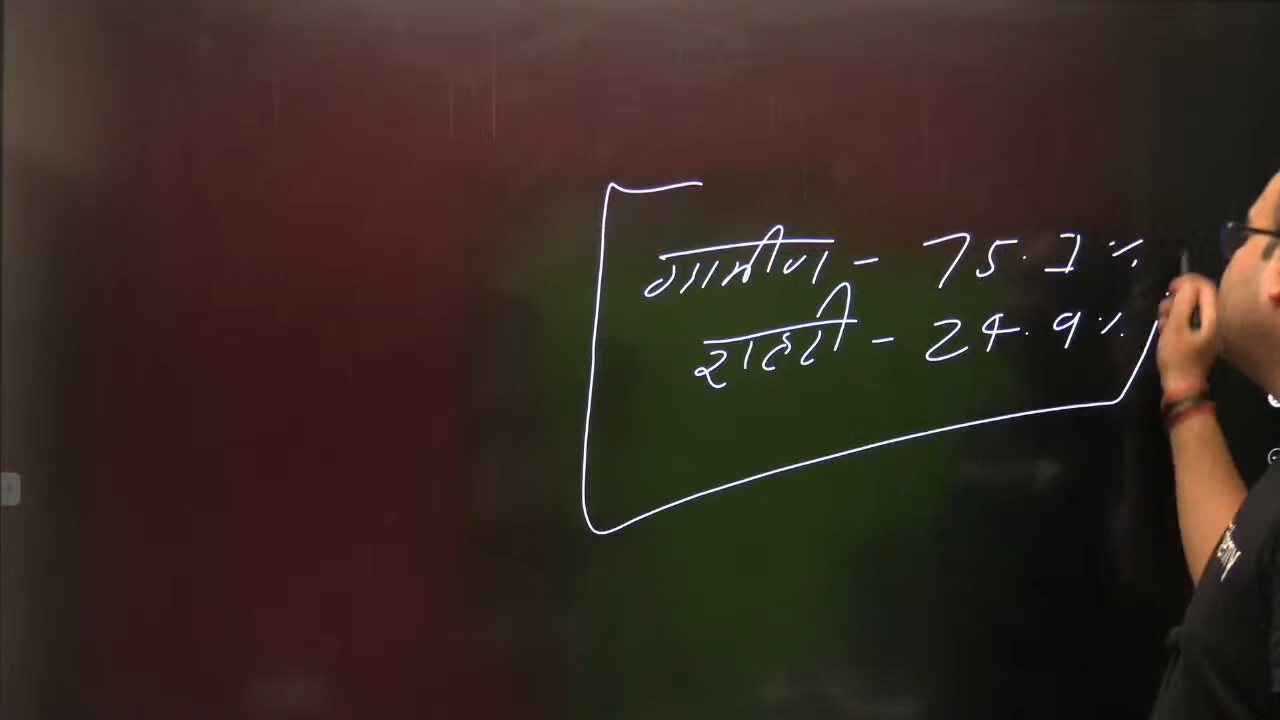 ग्रामीण - 75.1%
शहरी - 24.9%